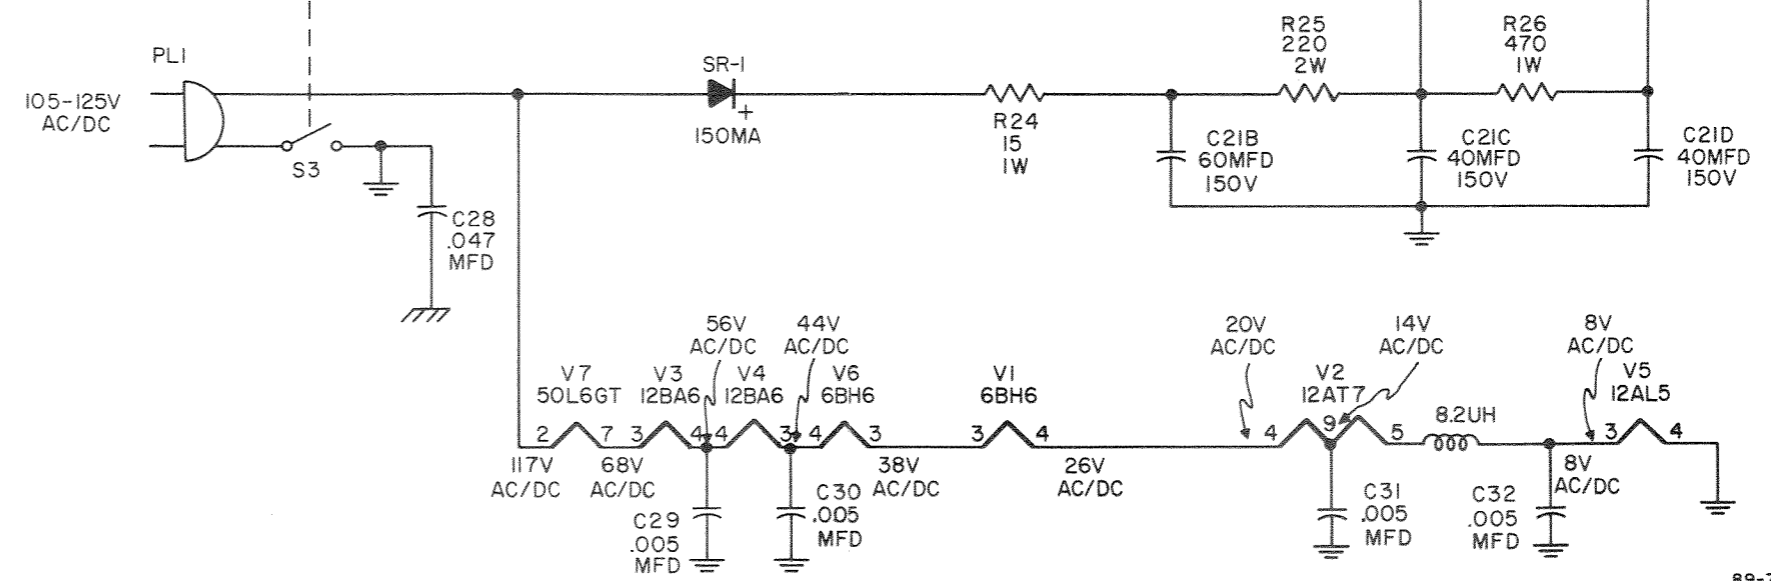 PL1
105-125V
AC/DC
S3
C28
.047
MFD
SR-1
+
150MA
R24
15
1W
R25
220
2W
R26
470
1W
C21B
60MFD
150V
C21C
40MFD
150V
C21D
40MFD
150V
56V
AC/DC
44V
AC/DC
20V
AC/DC
14V
AC/DC
8V
AC/DC
V7
50L6GT
V3
12BA6
V4
12BA6
V6
6BH6
V1
6BH6
V2
12AT7
V5
12AL5
8.2UH
2 7 3 4 4 3 4 3 3 4 4 9 5 3 4
117V
AC/DC
68V
AC/DC
38V
AC/DC
26V
AC/DC
8V
AC/DC
C29
.005
MFD
C30
.005
MFD
C31
.005
MFD
C32
.005
MFD